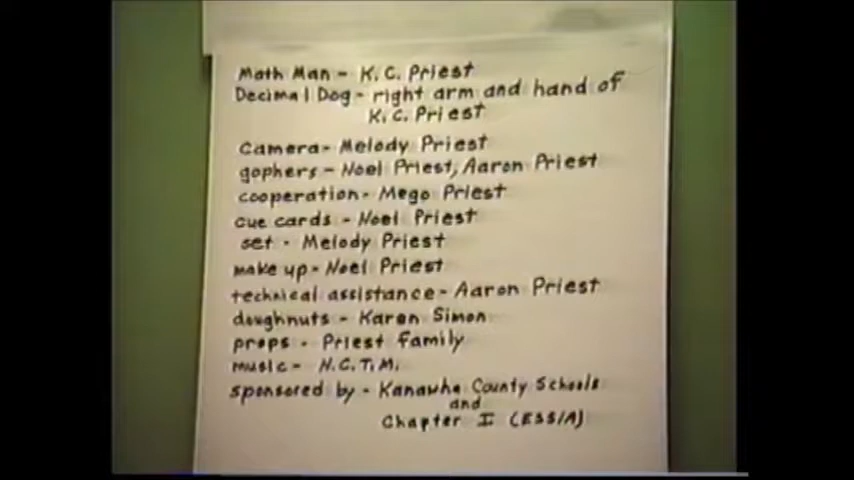 Math Man - K.C. Priest
Decimal Dog - right arm and hand of
K.C. Priest
Camera - Melody Priest
gophers - Noel Priest, Aaron Priest
cooperation - Mego Priest
cue cards - Noel Priest
set - Melody Priest
make up - Noel Priest
technical assistance - Aaron Priest
doughnuts - Karen Simon
props - Priest Family
music - N.C.T.M.
sponsored by - Kanawha County Schools
and
Chapter I (ESSIA)